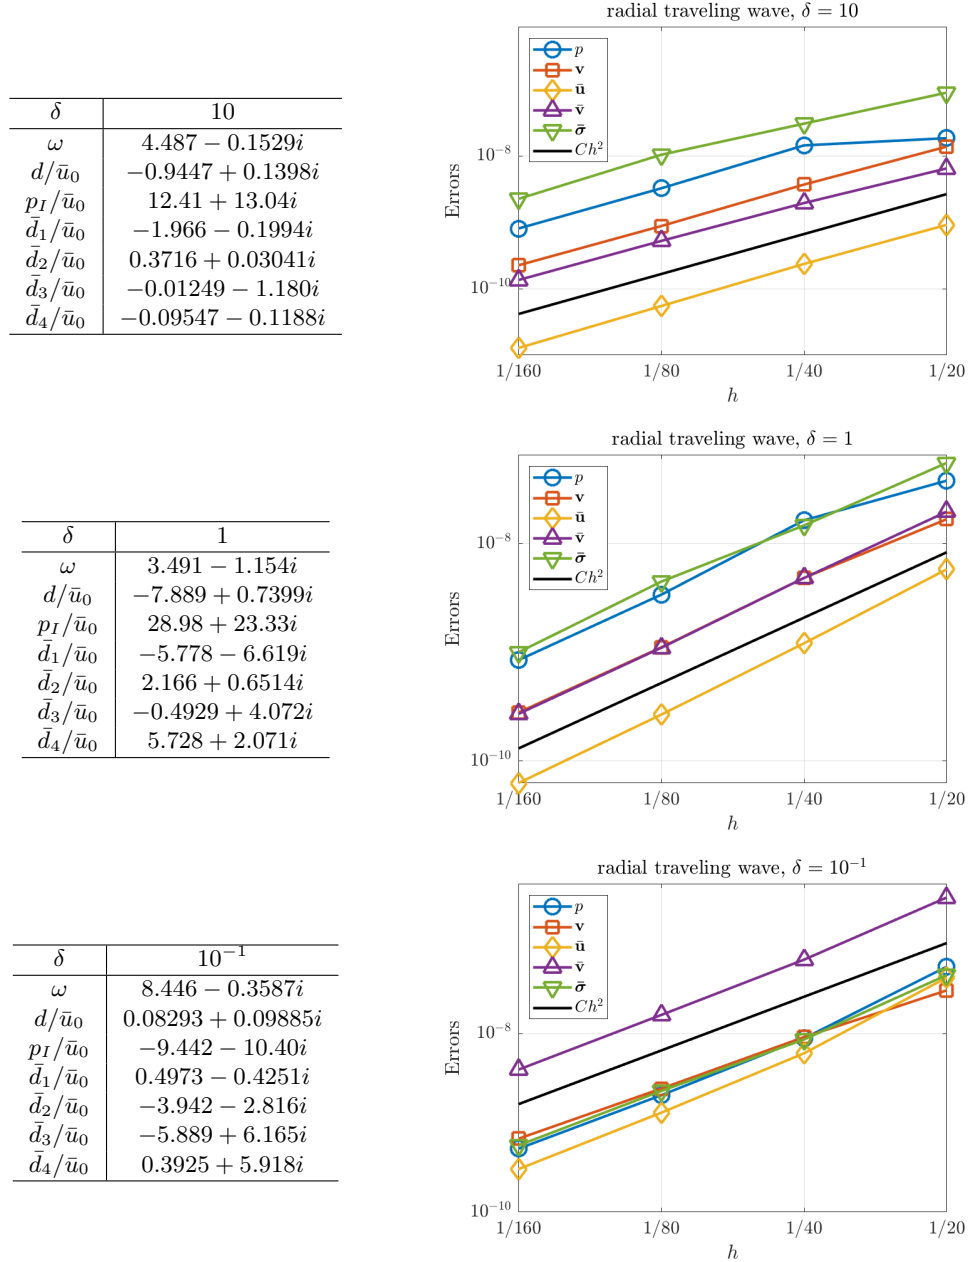 δ 10
ω 4.487 − 0.1529i
d/ū₀ −0.9447 + 0.1398i
p_I/ū₀ 12.41 + 13.04i
d̄₁/ū₀ −1.966 − 0.1994i
d̄₂/ū₀ 0.3716 + 0.03041i
d̄₃/ū₀ −0.01249 − 1.180i
d̄₄/ū₀ −0.09547 − 0.1188i
radial traveling wave, δ = 10
p
v
ū
v̄
σ̄
Ch²
Errors
10⁻⁸
10⁻¹⁰
1/160 1/80 1/40 1/20
h
δ 1
ω 3.491 − 1.154i
d/ū₀ −7.889 + 0.7399i
p_I/ū₀ 28.98 + 23.33i
d̄₁/ū₀ −5.778 − 6.619i
d̄₂/ū₀ 2.166 + 0.6514i
d̄₃/ū₀ −0.4929 + 4.072i
d̄₄/ū₀ 5.728 + 2.071i
radial traveling wave, δ = 1
p
v
ū
v̄
σ̄
Ch²
Errors
10⁻⁸
10⁻¹⁰
1/160 1/80 1/40 1/20
h
δ 10⁻¹
ω 8.446 − 0.3587i
d/ū₀ 0.08293 + 0.09885i
p_I/ū₀ −9.442 − 10.40i
d̄₁/ū₀ 0.4973 − 0.4251i
d̄₂/ū₀ −3.942 − 2.816i
d̄₃/ū₀ −5.889 + 6.165i
d̄₄/ū₀ 0.3925 + 5.918i
radial traveling wave, δ = 10⁻¹
p
v
ū
v̄
σ̄
Ch²
Errors
10⁻⁸
10⁻¹⁰
1/160 1/80 1/40 1/20
h